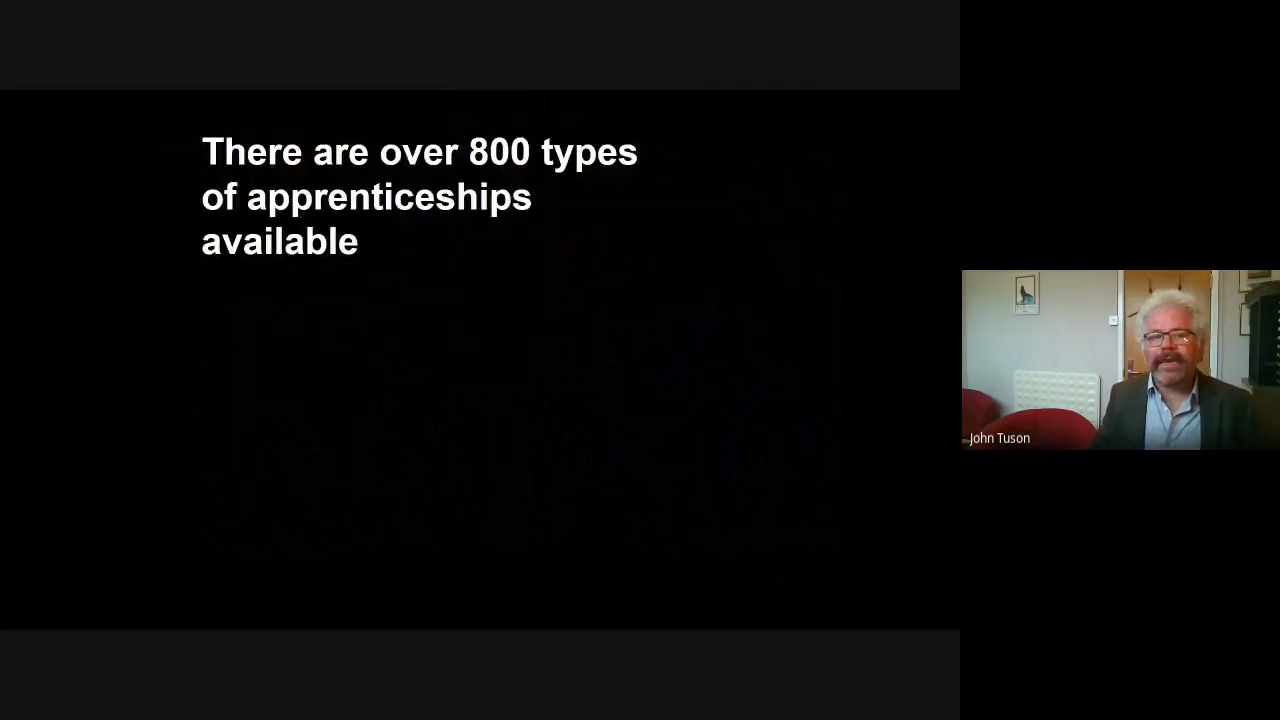 There are over 800 types
of apprenticeships
available
John Tuson